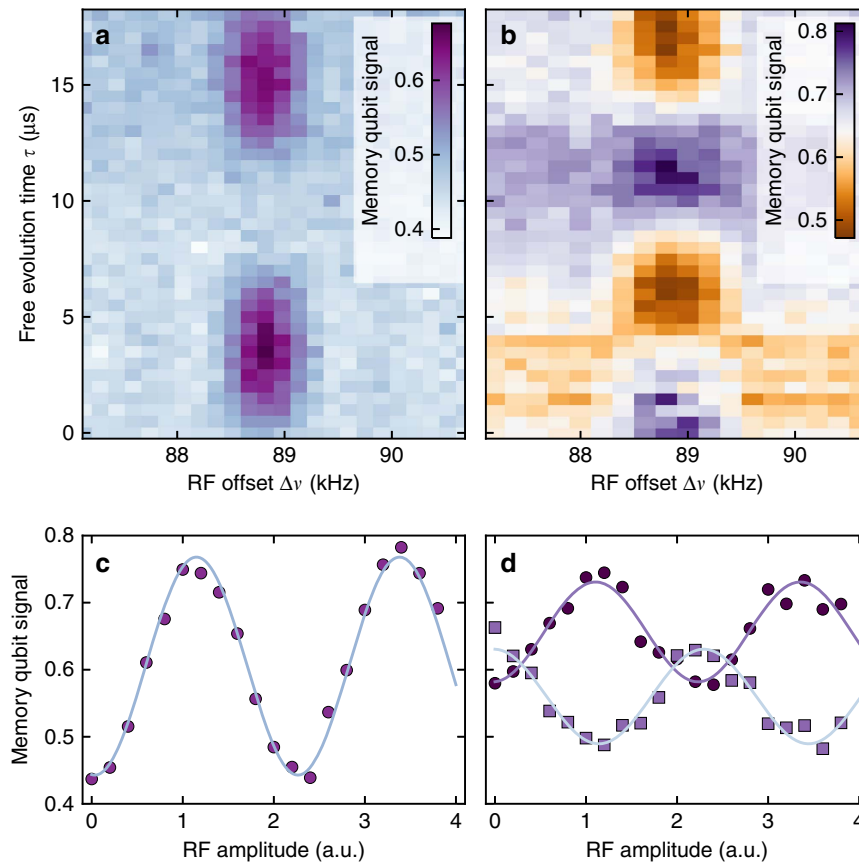 a
Memory qubit signal
0.6
0.5
0.4
Free evolution time τ (μs)
15
10
5
0
88
89
90
RF offset Δν (kHz)
b
Memory qubit signal
0.8
0.7
0.6
0.5
88
89
90
RF offset Δν (kHz)
c
Memory qubit signal
0.8
0.7
0.6
0.5
0.4
0
1
2
3
4
RF amplitude (a.u.)
d
0
1
2
3
4
RF amplitude (a.u.)